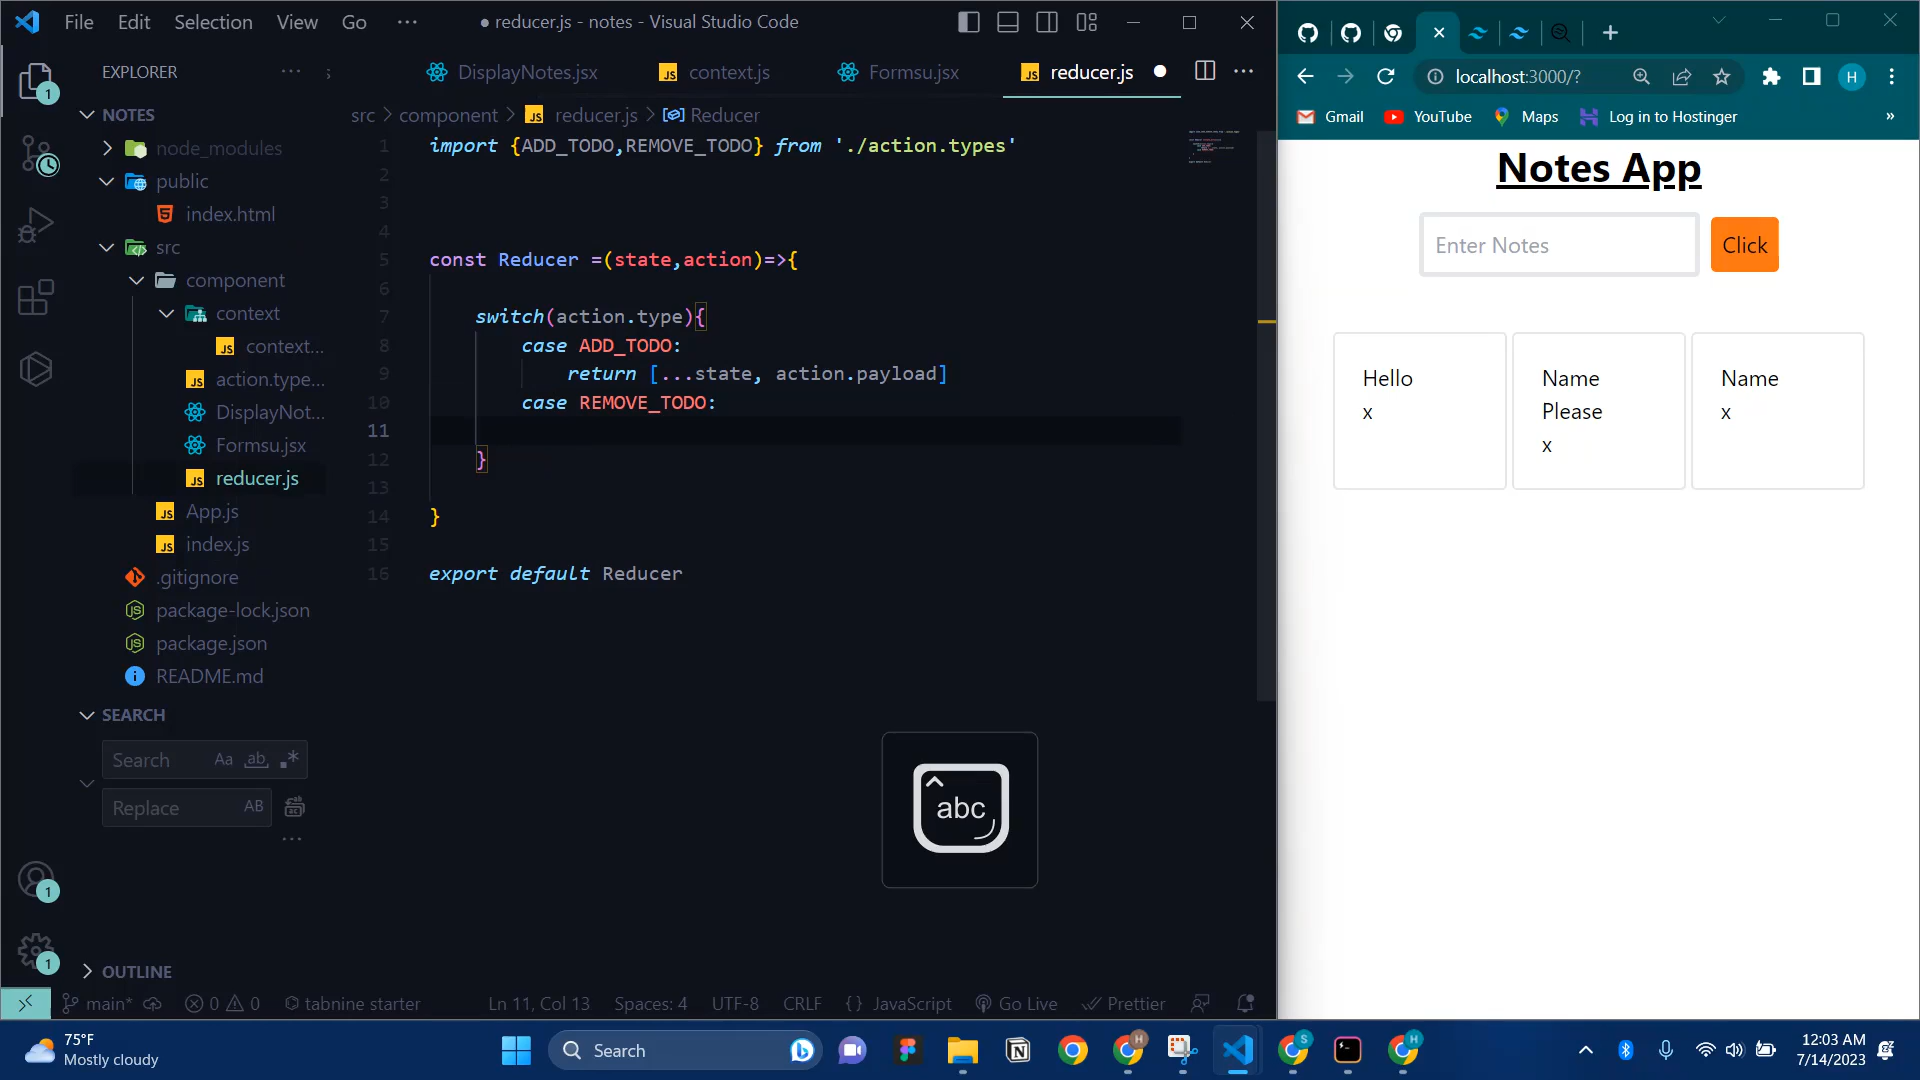 File Edit Selection View Go ··· ● reducer.js - notes - Visual Studio Code
EXPLORER ···
s DisplayNotes.jsx context.js Formsu.jsx reducer.js ● ···
NOTES
src > component > JS reducer.js > Reducer
node_modules
public
index.html
src
component
context
context...
action.type...
DisplayNot...
Formsu.jsx
reducer.js
App.js
index.js
.gitignore
package-lock.json
package.json
README.md
1 import {ADD_TODO,REMOVE_TODO} from './action.types'
2
3
4
5 const Reducer =(state,action)=>{
6
7 switch(action.type){
8 case ADD_TODO:
9 return [...state, action.payload]
10 case REMOVE_TODO:
11
12 }
13
14 }
15
16 export default Reducer
SEARCH
Search Aa ab .*
Replace AB
···
abc
1
1
1
OUTLINE
main* 0 0 tabnine starter Ln 11, Col 13 Spaces: 4 UTF-8 CRLF {} JavaScript Go Live Prettier
localhost:3000/? H
Gmail YouTube Maps Log in to Hostinger »
Notes App
Enter Notes Click
Hello
x
Name
Please
x
Name
x
75°F
Mostly cloudy
Search
12:03 AM
7/14/2023